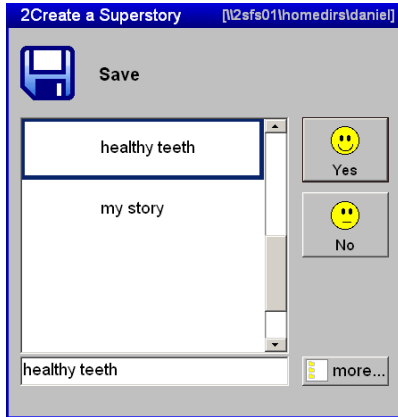 2Create a Superstory [\\2sfs01\homedirs\daniel]
Save
healthy teeth
Yes
my story
No
healthy teeth
more...